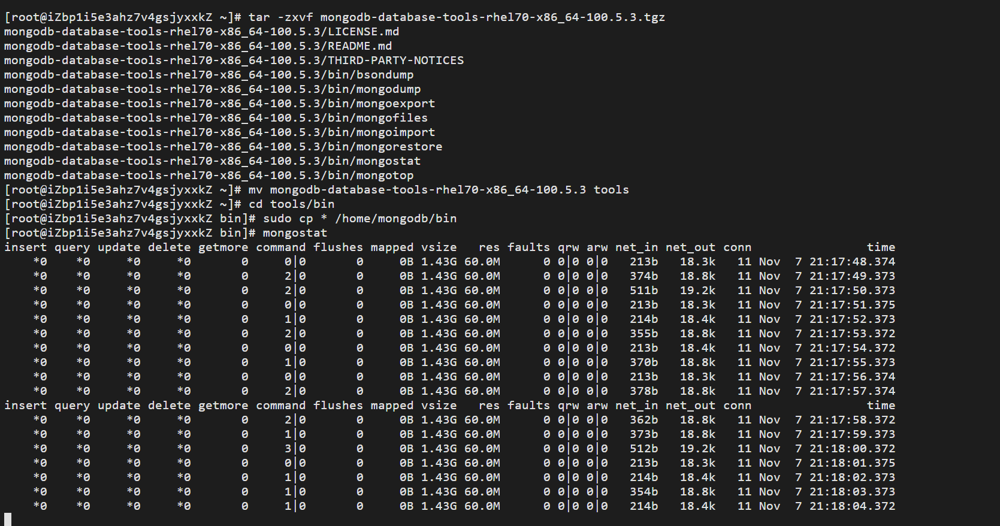 [root@iZbp1i5e3ahz7v4gsjyxxkZ ~]# tar -zxvf mongodb-database-tools-rhel70-x86_64-100.5.3.tgz
mongodb-database-tools-rhel70-x86_64-100.5.3/LICENSE.md
mongodb-database-tools-rhel70-x86_64-100.5.3/README.md
mongodb-database-tools-rhel70-x86_64-100.5.3/THIRD-PARTY-NOTICES
mongodb-database-tools-rhel70-x86_64-100.5.3/bin/bsondump
mongodb-database-tools-rhel70-x86_64-100.5.3/bin/mongodump
mongodb-database-tools-rhel70-x86_64-100.5.3/bin/mongoexport
mongodb-database-tools-rhel70-x86_64-100.5.3/bin/mongofiles
mongodb-database-tools-rhel70-x86_64-100.5.3/bin/mongoimport
mongodb-database-tools-rhel70-x86_64-100.5.3/bin/mongorestore
mongodb-database-tools-rhel70-x86_64-100.5.3/bin/mongostat
mongodb-database-tools-rhel70-x86_64-100.5.3/bin/mongotop
[root@iZbp1i5e3ahz7v4gsjyxxkZ ~]# mv mongodb-database-tools-rhel70-x86_64-100.5.3 tools
[root@iZbp1i5e3ahz7v4gsjyxxkZ ~]# cd tools/bin
[root@iZbp1i5e3ahz7v4gsjyxxkZ bin]# sudo cp * /home/mongodb/bin
[root@iZbp1i5e3ahz7v4gsjyxxkZ bin]# mongostat
insert query update delete getmore command flushes mapped vsize   res faults qrw arw net_in net_out conn                time
    *0    *0     *0     *0       0     0|0       0     0B 1.43G 60.0M      0 0|0 0|0   213b   18.3k   11 Nov  7 21:17:48.374
    *0    *0     *0     *0       0     2|0       0     0B 1.43G 60.0M      0 0|0 0|0   374b   18.8k   11 Nov  7 21:17:49.373
    *0    *0     *0     *0       0     2|0       0     0B 1.43G 60.0M      0 0|0 0|0   511b   19.2k   11 Nov  7 21:17:50.373
    *0    *0     *0     *0       0     0|0       0     0B 1.43G 60.0M      0 0|0 0|0   213b   18.3k   11 Nov  7 21:17:51.375
    *0    *0     *0     *0       0     1|0       0     0B 1.43G 60.0M      0 0|0 0|0   214b   18.4k   11 Nov  7 21:17:52.373
    *0    *0     *0     *0       0     2|0       0     0B 1.43G 60.0M      0 0|0 0|0   355b   18.8k   11 Nov  7 21:17:53.372
    *0    *0     *0     *0       0     0|0       0     0B 1.43G 60.0M      0 0|0 0|0   213b   18.4k   11 Nov  7 21:17:54.372
    *0    *0     *0     *0       0     1|0       0     0B 1.43G 60.0M      0 0|0 0|0   370b   18.8k   11 Nov  7 21:17:55.373
    *0    *0     *0     *0       0     0|0       0     0B 1.43G 60.0M      0 0|0 0|0   213b   18.3k   11 Nov  7 21:17:56.374
    *0    *0     *0     *0       0     2|0       0     0B 1.43G 60.0M      0 0|0 0|0   378b   18.8k   11 Nov  7 21:17:57.374
insert query update delete getmore command flushes mapped vsize   res faults qrw arw net_in net_out conn                time
    *0    *0     *0     *0       0     2|0       0     0B 1.43G 60.0M      0 0|0 0|0   362b   18.8k   11 Nov  7 21:17:58.372
    *0    *0     *0     *0       0     1|0       0     0B 1.43G 60.0M      0 0|0 0|0   373b   18.8k   11 Nov  7 21:17:59.373
    *0    *0     *0     *0       0     3|0       0     0B 1.43G 60.0M      0 0|0 0|0   512b   19.2k   11 Nov  7 21:18:00.372
    *0    *0     *0     *0       0     0|0       0     0B 1.43G 60.0M      0 0|0 0|0   213b   18.3k   11 Nov  7 21:18:01.375
    *0    *0     *0     *0       0     1|0       0     0B 1.43G 60.0M      0 0|0 0|0   214b   18.4k   11 Nov  7 21:18:02.373
    *0    *0     *0     *0       0     1|0       0     0B 1.43G 60.0M      0 0|0 0|0   354b   18.8k   11 Nov  7 21:18:03.373
    *0    *0     *0     *0       0     1|0       0     0B 1.43G 60.0M      0 0|0 0|0   214b   18.4k   11 Nov  7 21:18:04.372